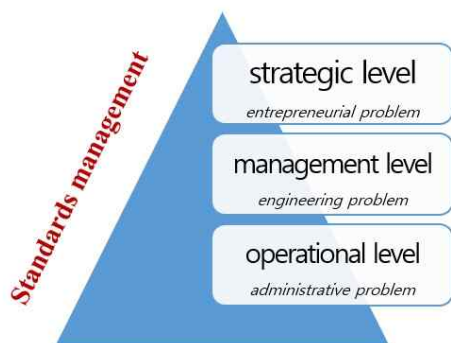 Standards management
strategic level
entrepreneurial problem
management level
engineering problem
operational level
administrative problem